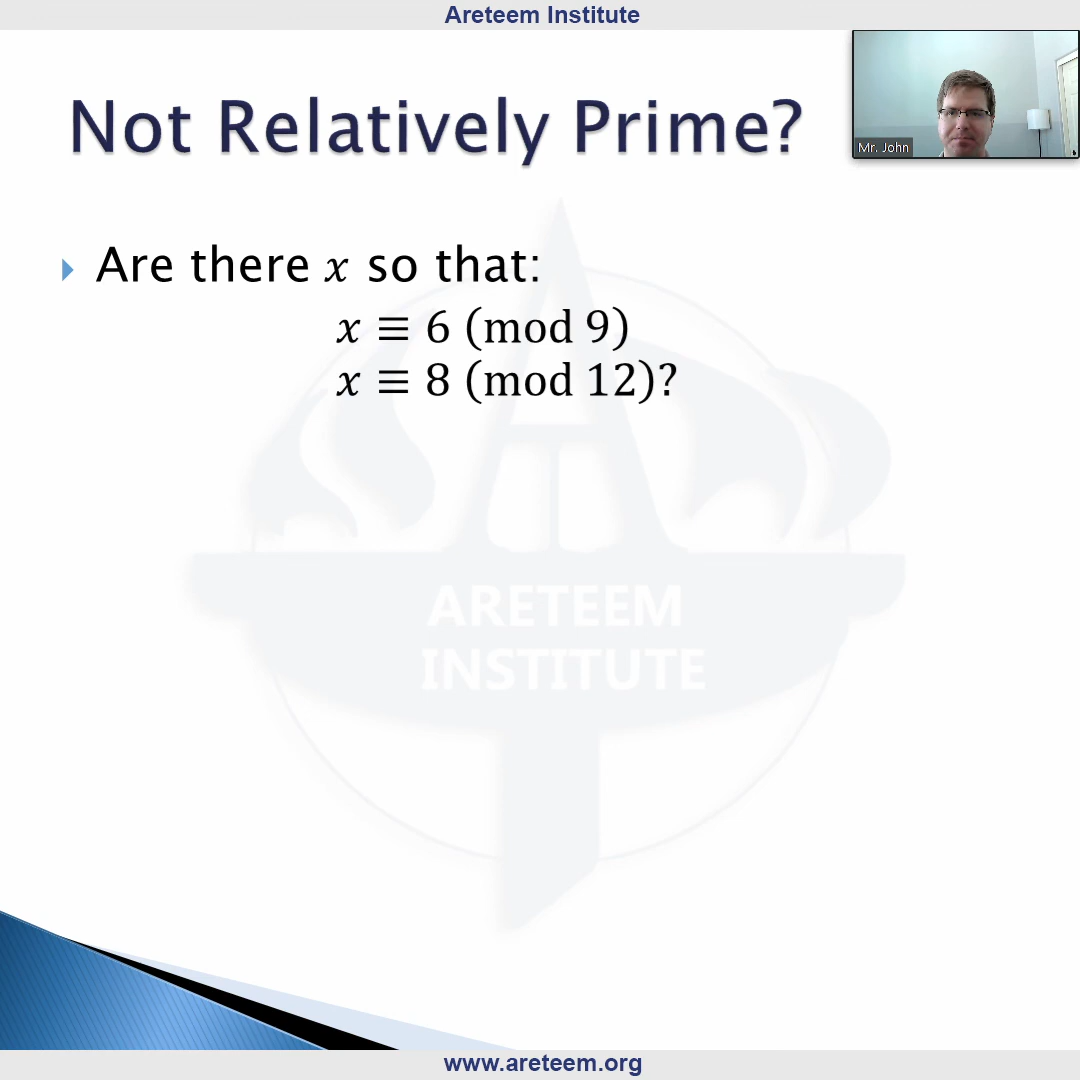 Areteem Institute
Not Relatively Prime?
Mr. John
Are there x so that:
x ≡ 6 (mod 9)
x ≡ 8 (mod 12)?
ARETEEM
INSTITUTE
www.areteem.org